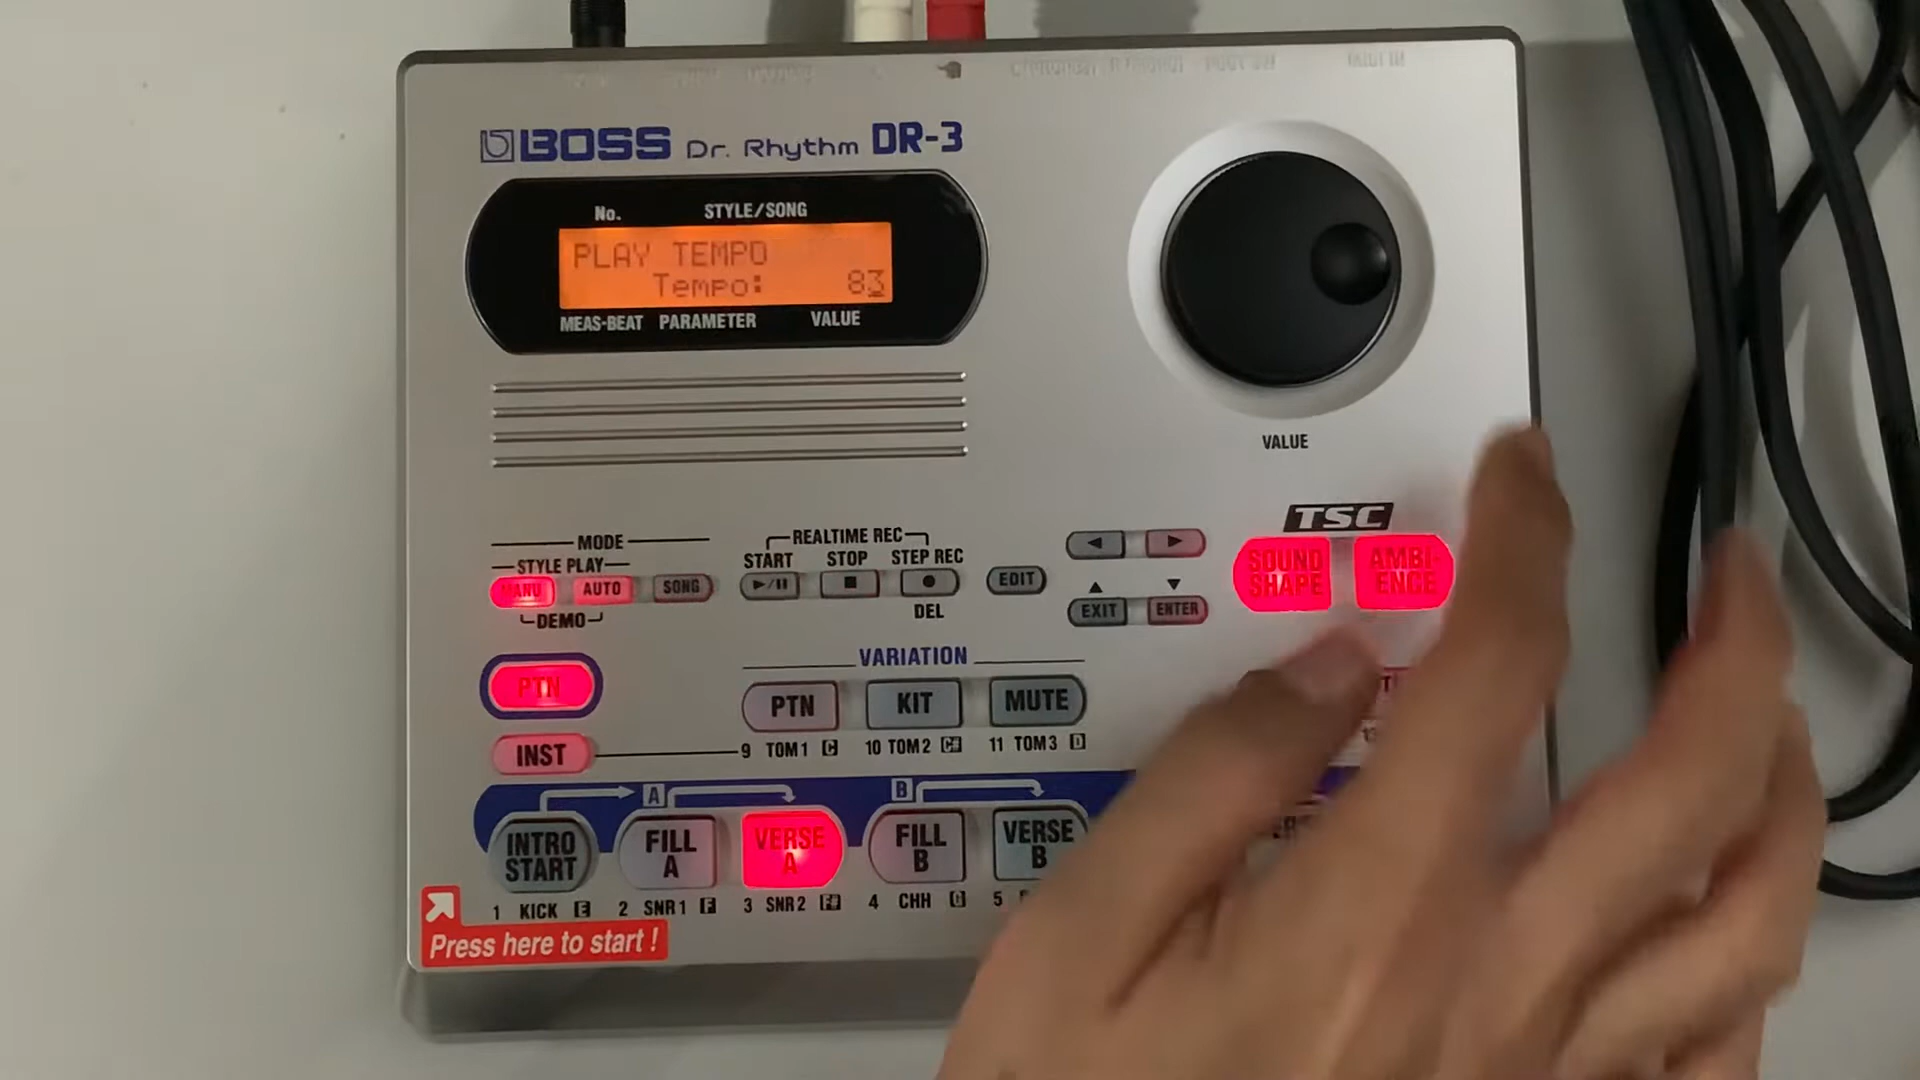 BOSS Dr. Rhythm DR-3
No. STYLE/SONG
PLAY TEMPO
Tempo: 83
MEAS-BEAT PARAMETER VALUE
VALUE
TSC
SOUND SHAPE
AMBI-ENCE
MODE
STYLE PLAY
MANU AUTO SONG
DEMO
REALTIME REC
START STOP STEP REC
DEL
EDIT
EXIT ENTER
PTN
VARIATION
PTN KIT MUTE
INST
9 TOM1 C 10 TOM2 C# 11 TOM3 D
A B
INTRO START
FILL A
VERSE A
FILL B
VERSE B
1 KICK E 2 SNR1 F 3 SNR2 F# 4 CHH G 5
Press here to start!